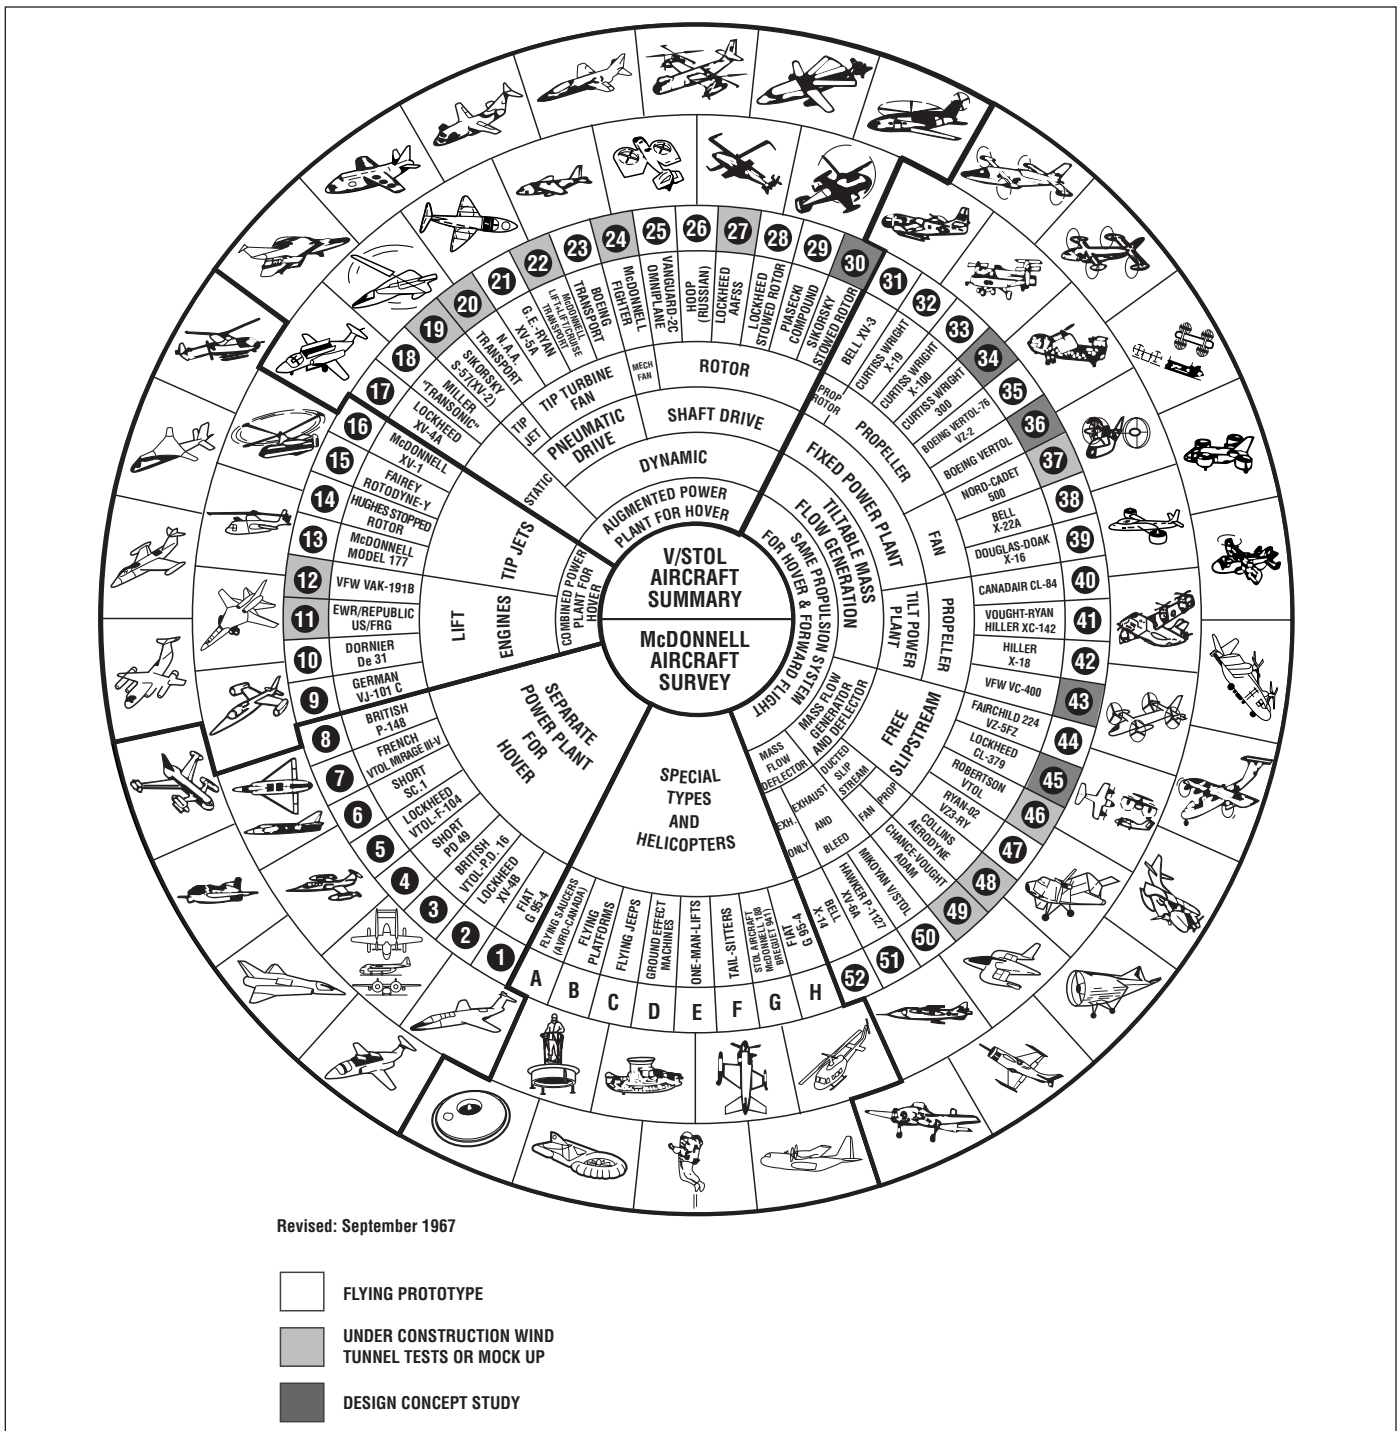 V/STOL
AIRCRAFT
SUMMARY
McDONNELL
AIRCRAFT
SURVEY
SEPARATE
POWER PLANT
FOR
HOVER
1
FIAT
G 95-4
2
LOCKHEED
XV-4B
3
BRITISH
VTOL-P.D. 16
4
SHORT
PD 49
5
LOCKHEED
VTOL-F-104
6
SHORT
SC.1
7
FRENCH
VTOL MIRAGE III-V
8
BRITISH
P-148
COMBINED POWER
PLANT FOR
HOVER
LIFT
ENGINES
9
GERMAN
VJ-101 C
10
DORNIER
De 31
11
EWR/REPUBLIC
US/FRG
12
VFW VAK-191B
TIP JETS
13
McDONNELL
MODEL 177
14
HUGHES STOPPED
ROTOR
15
FAIREY
ROTODYNE-Y
16
McDONNELL
XV-1
AUGMENTED POWER
PLANT FOR HOVER
STATIC
DYNAMIC
PNEUMATIC
DRIVE
SHAFT DRIVE
TIP
JET
TIP TURBINE
FAN
MECH
FAN
ROTOR
17
LOCKHEED
XV-4A
18
MILLER
"TRANSONIC"
19
SIKORSKY
S-57/(XV-2)
20
N.A.A.
TRANSPORT
21
G.E. -RYAN
XV-5A
22
McDONNELL
LIFT+LIFT/CRUISE
TRANSPORT
23
BOEING
TRANSPORT
24
McDONNELL
FIGHTER
25
VANGUARD-2C
OMNIPLANE
26
HOOP
(RUSSIAN)
27
LOCKHEED
AAFSS
28
LOCKHEED
STOWED ROTOR
29
PIASECKI
COMPOUND
30
SIKORSKY
STOWED ROTOR
SAME PROPULSION SYSTEM
FOR HOVER & FORWARD FLIGHT
TILTABLE MASS
FLOW GENERATION
FIXED POWER PLANT
PROP
ROTOR
PROPELLER
FAN
31
BELL XV-3
32
CURTISS WRIGHT
X-19
33
CURTISS WRIGHT
X-100
34
CURTISS WRIGHT
300
35
BOEING VERTOL-76
VZ-2
36
BOEING VERTOL
37
NORD-CADET
500
38
BELL
X-22A
39
DOUGLAS-DOAK
X-16
TILT POWER
PLANT
PROPELLER
40
CANADAIR CL-84
41
VOUGHT-RYAN
HILLER XC-142
42
HILLER
X-18
43
VFW VC-400
MASS FLOW
GENERATOR
AND DEFLECTOR
FREE
SLIPSTREAM
DUCTED
SLIP
STREAM
PROP
FAN
44
FAIRCHILD 224
VZ-5FZ
45
LOCKHEED
CL-379
46
ROBERTSON
VTOL
47
RYAN-02
VZ3-RY
48
COLLINS
AERODYNE
49
CHANCE-VOUGHT
ADAM
MASS
FLOW
DEFLECTOR
EXHAUST
AND
BLEED
EXH.
ONLY
50
MIKOYAN V/STOL
51
HAWKER P-1127
XV-6A
52
BELL
X-14
SPECIAL
TYPES
AND
HELICOPTERS
A
FLYING SAUCERS
(AVRO-CANADA)
B
FLYING
PLATFORMS
C
FLYING JEEPS
D
GROUND EFFECT
MACHINES
E
ONE-MAN-LIFTS
F
TAIL-SITTERS
G
STOL AIRCRAFT
McDONNELL 188
BREGUET 941)
H
FIAT
G 95-4
Revised: September 1967
FLYING PROTOTYPE
UNDER CONSTRUCTION WIND
TUNNEL TESTS OR MOCK UP
DESIGN CONCEPT STUDY